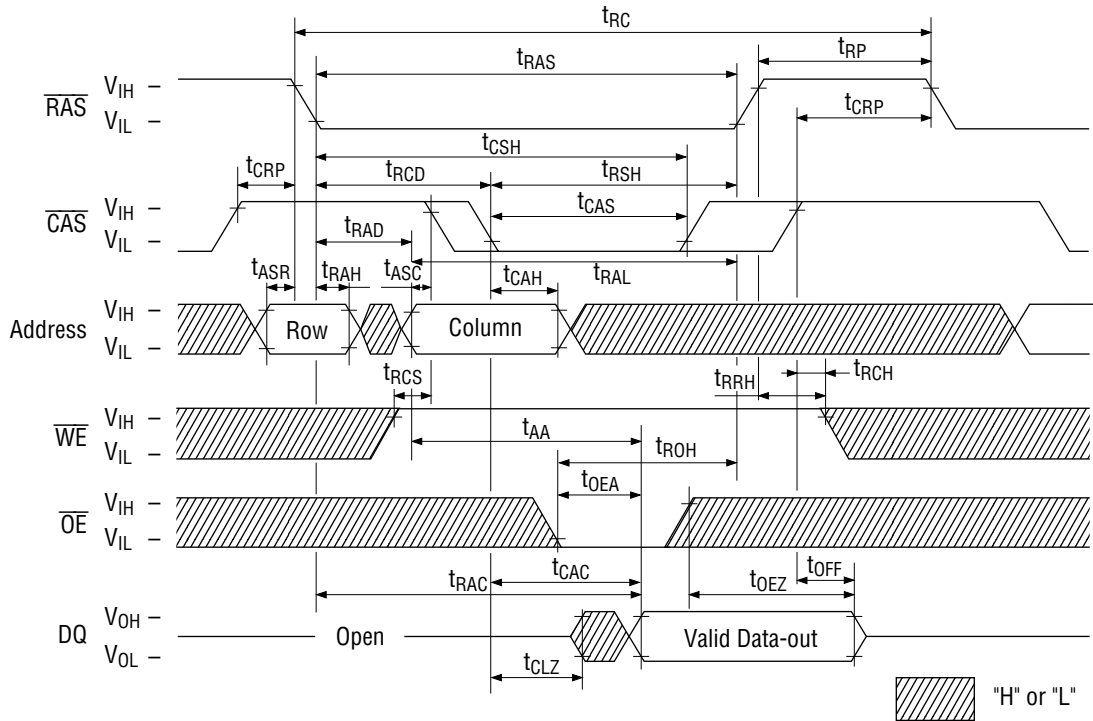 tRC
tRAS
tRP
RAS
VIH
VIL
tCRP
tCSH
tCRP
tRCD
tRSH
CAS
VIH
VIL
tCAS
tRAD
tRAL
tASR
tRAH
tASC
tCAH
Address
VIH
VIL
Row
Column
tRCS
tRRH
tRCH
WE
VIH
VIL
tAA
tROH
tOEA
OE
VIH
VIL
tCAC
tRAC
tOEZ
tOFF
DQ
VOH
VOL
Open
Valid Data-out
tCLZ
"H" or "L"